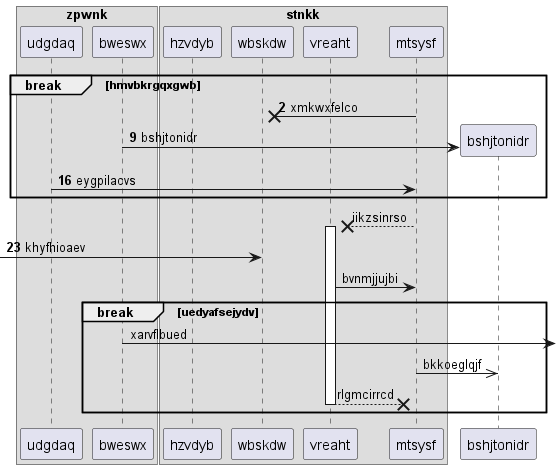 zpwnk
stnkk
udgdaq
bweswx
hzvdyb
wbskdw
vreaht
mtsysf
break
[hmvbkrgqxgwb]
2 xmkwxfelco
9 bshjtonidr
bshjtonidr
16 eygpilacvs
iikzsinrso
23 khyfhioaev
bvnmjjujbi
break
[uedyafsejydv]
xarvflbued
bkkoeglqjf
rlgmcirrcd
udgdaq
bweswx
hzvdyb
wbskdw
vreaht
mtsysf
bshjtonidr